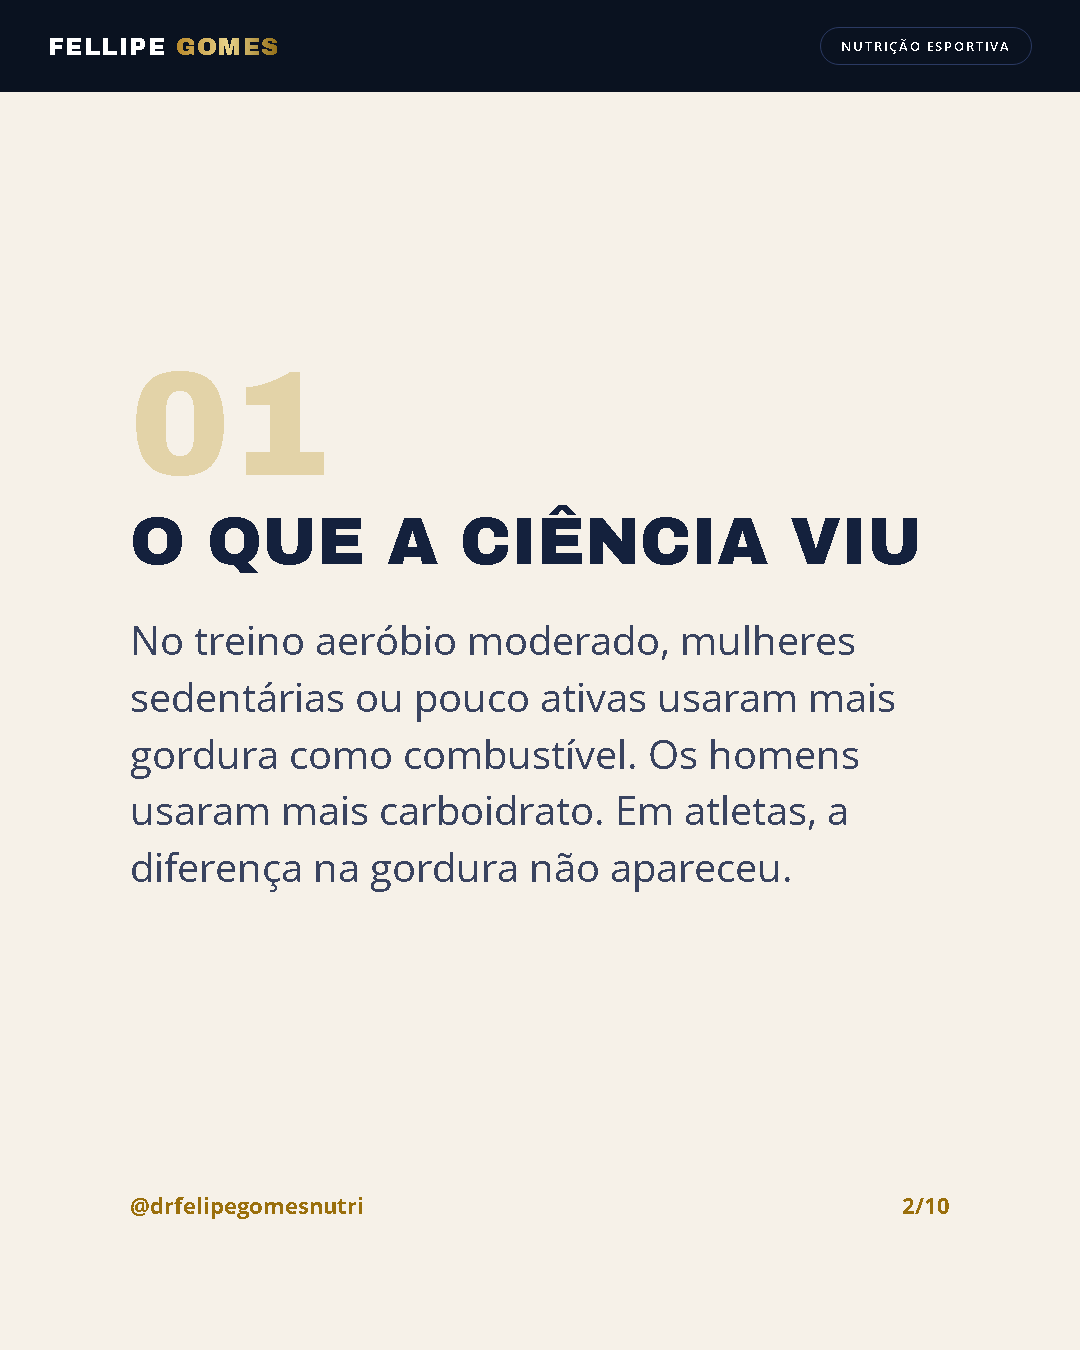 FELLIPE GOMES
NUTRIÇÃO ESPORTIVA
01
O QUE A CIÊNCIA VIU
No treino aeróbio moderado, mulheres
sedentárias ou pouco ativas usaram mais
gordura como combustível. Os homens
usaram mais carboidrato. Em atletas, a
diferença na gordura não apareceu.
@drfelipegomesnutri
2/10